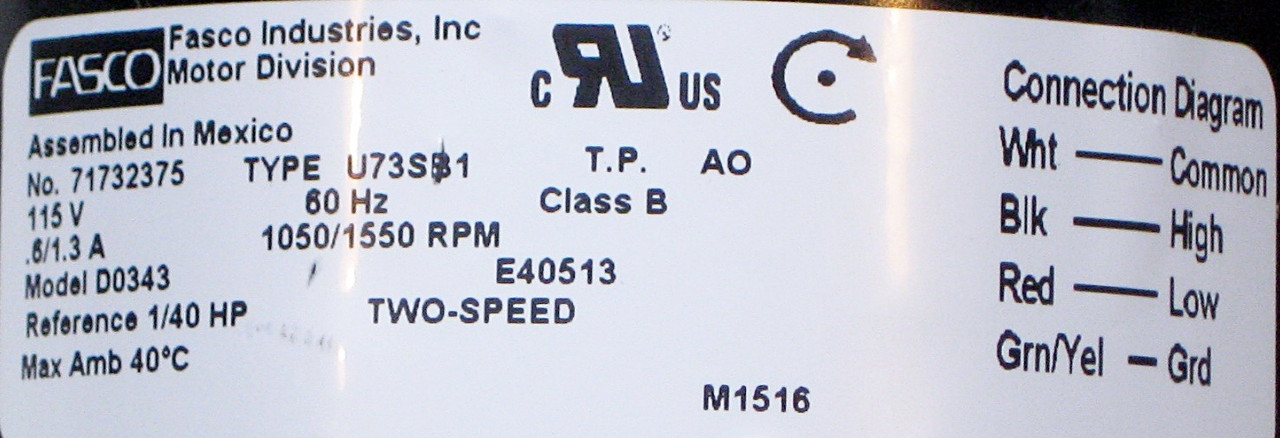 FASCO Fasco Industries, Inc
Motor Division
C RU US
Assembled In Mexico
No. 71732375 TYPE U73SB1 T.P. AO
115 V 60 Hz Class B
.6/1.3 A 1050/1550 RPM
Model D0343 E40513
Reference 1/40 HP TWO-SPEED
Max Amb 40°C
M1516
Connection Diagram
Wht — Common
Blk — High
Red — Low
Grn/Yel — Grd